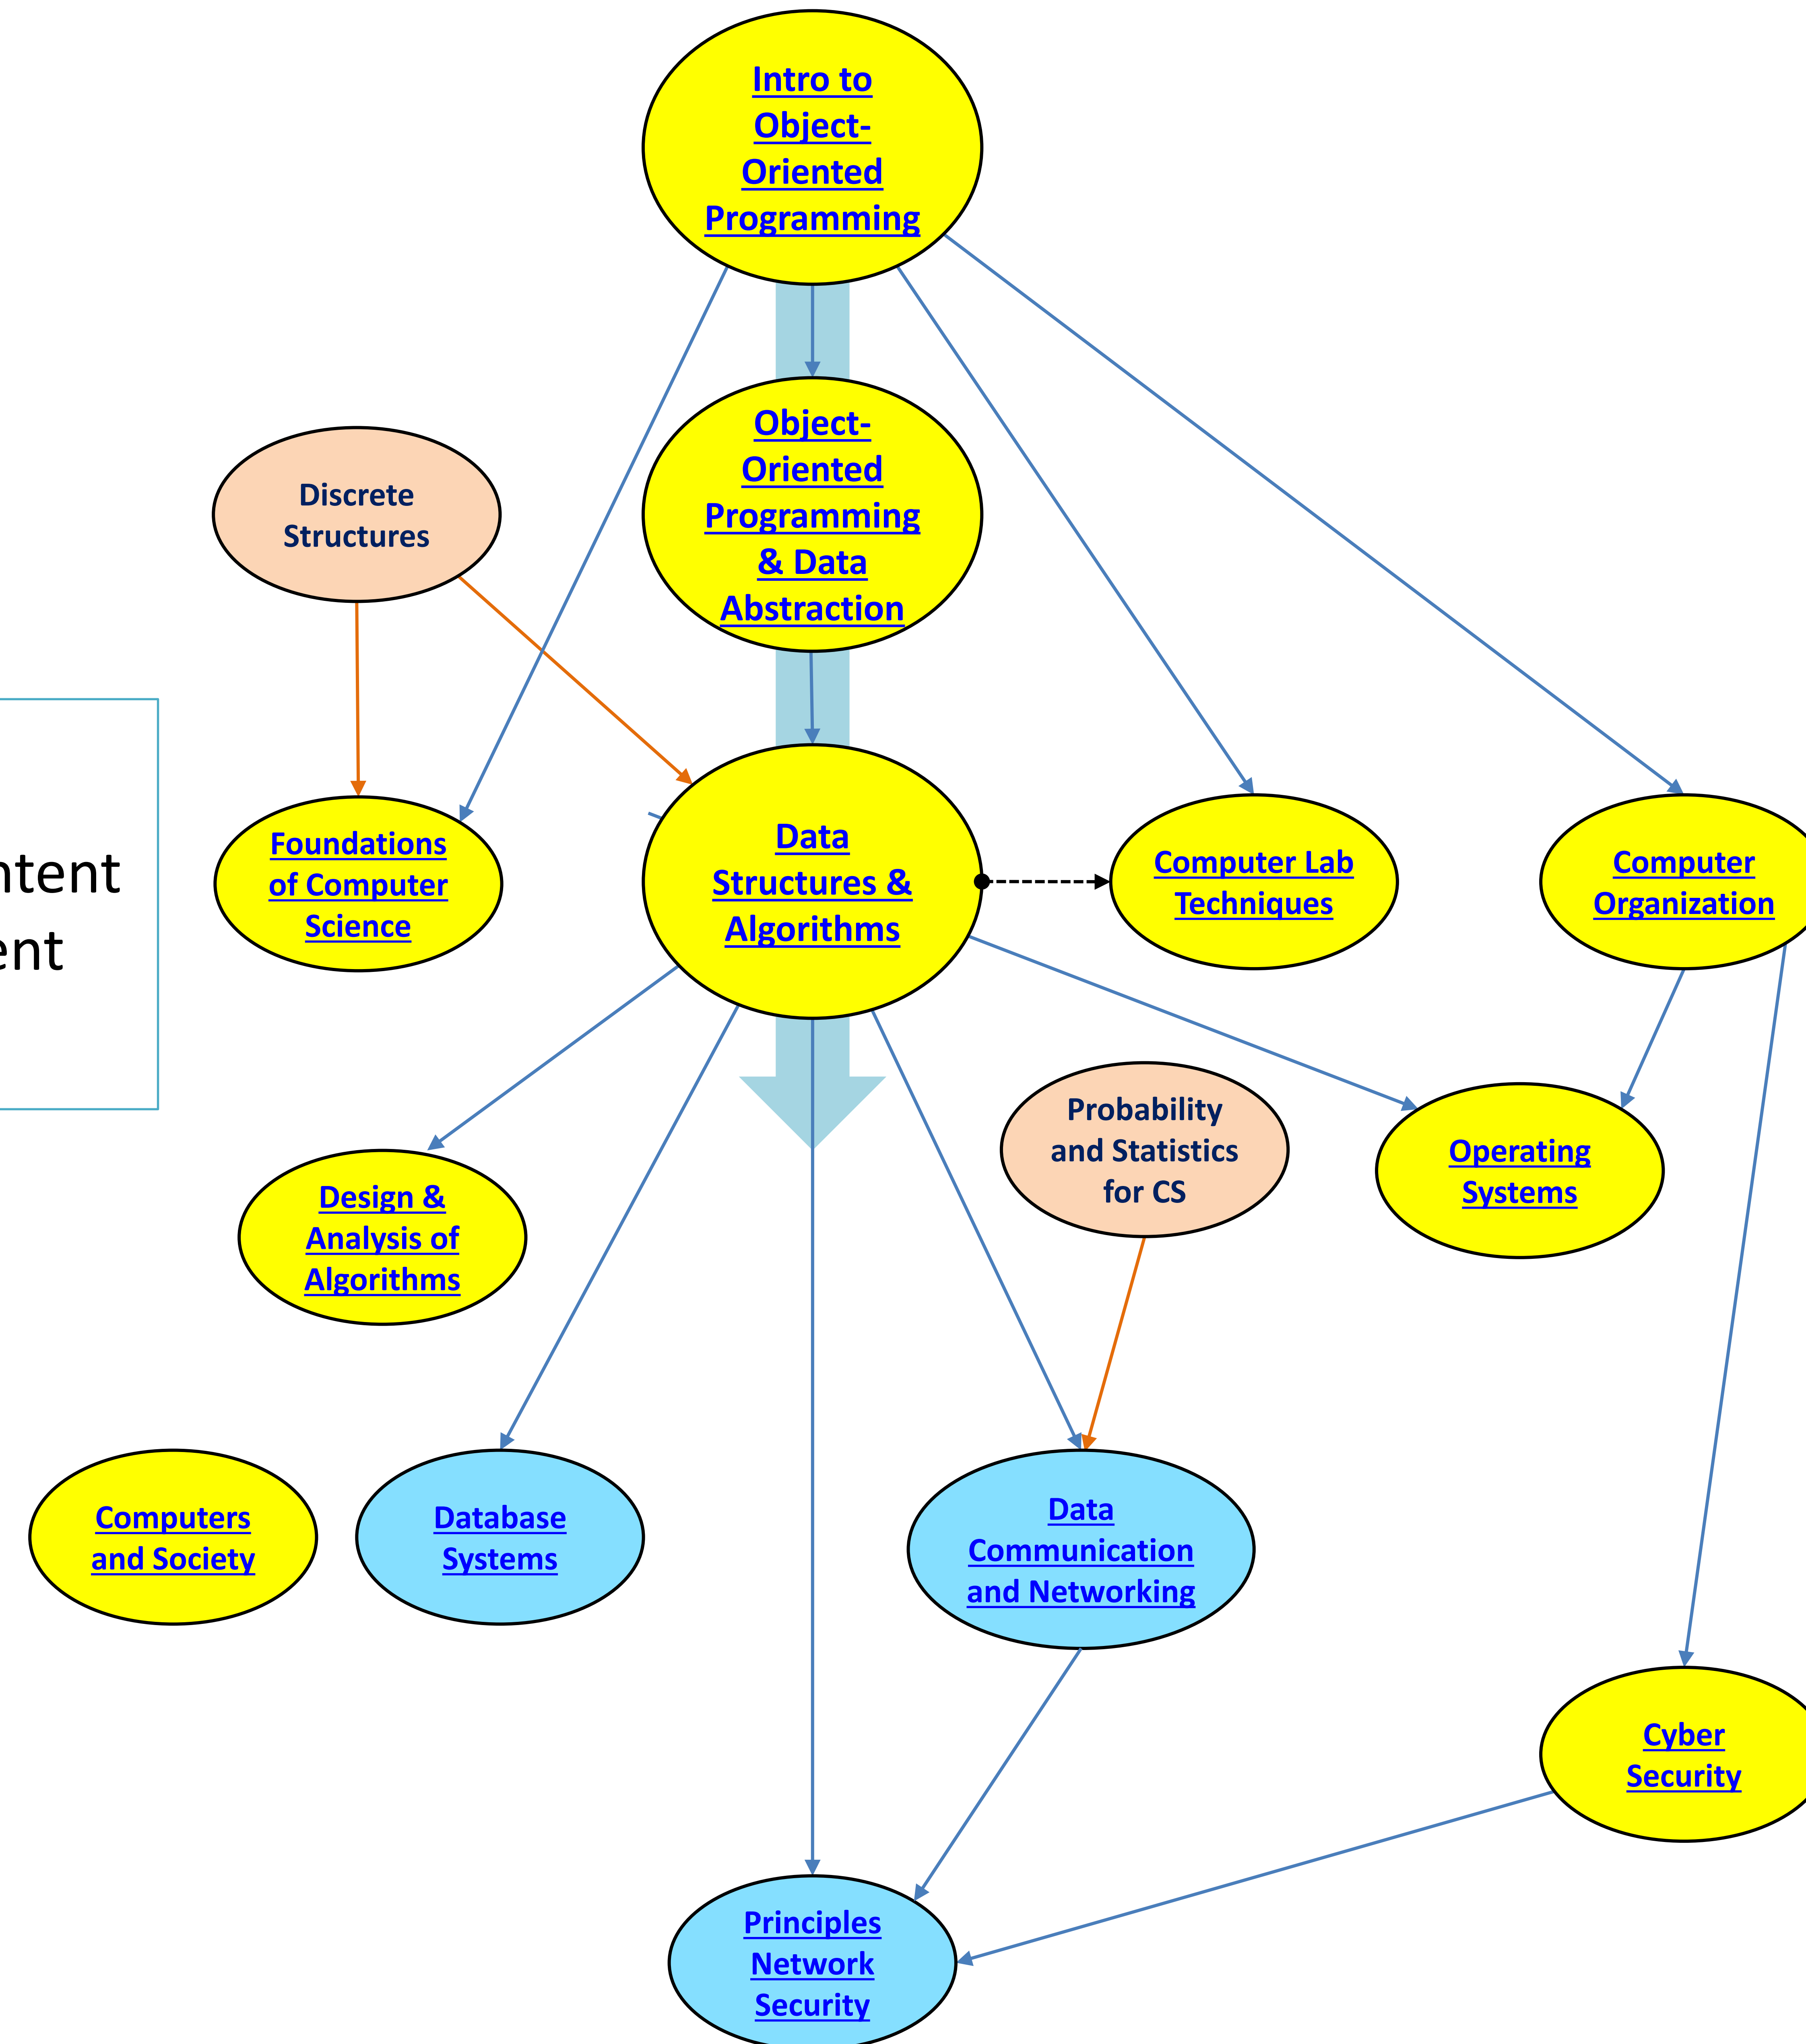 Intro to
Object-
Oriented
Programming
Object-
Oriented
Programming
& Data
Abstraction
Discrete
Structures
Data
Structures &
Algorithms
Foundations
of Computer
Science
Computer Lab
Techniques
Computer
Organization
Probability
and Statistics
for CS
Operating
Systems
Design &
Analysis of
Algorithms
Computers
and Society
Database
Systems
Data
Communication
and Networking
Cyber
Security
Principles
Network
Security